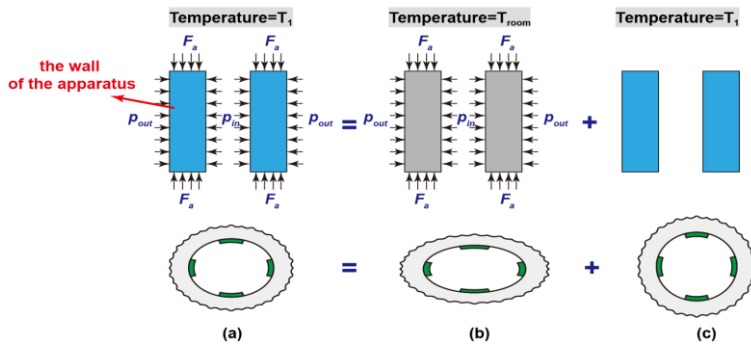 Temperature=T1
Temperature=Troom
Temperature=T1
Fa
Fa
Fa
Fa
the wall
of the apparatus
pout
pin
pout
=
pout
pin
pout
+
Fa
Fa
Fa
Fa
=
+
(a)
(b)
(c)